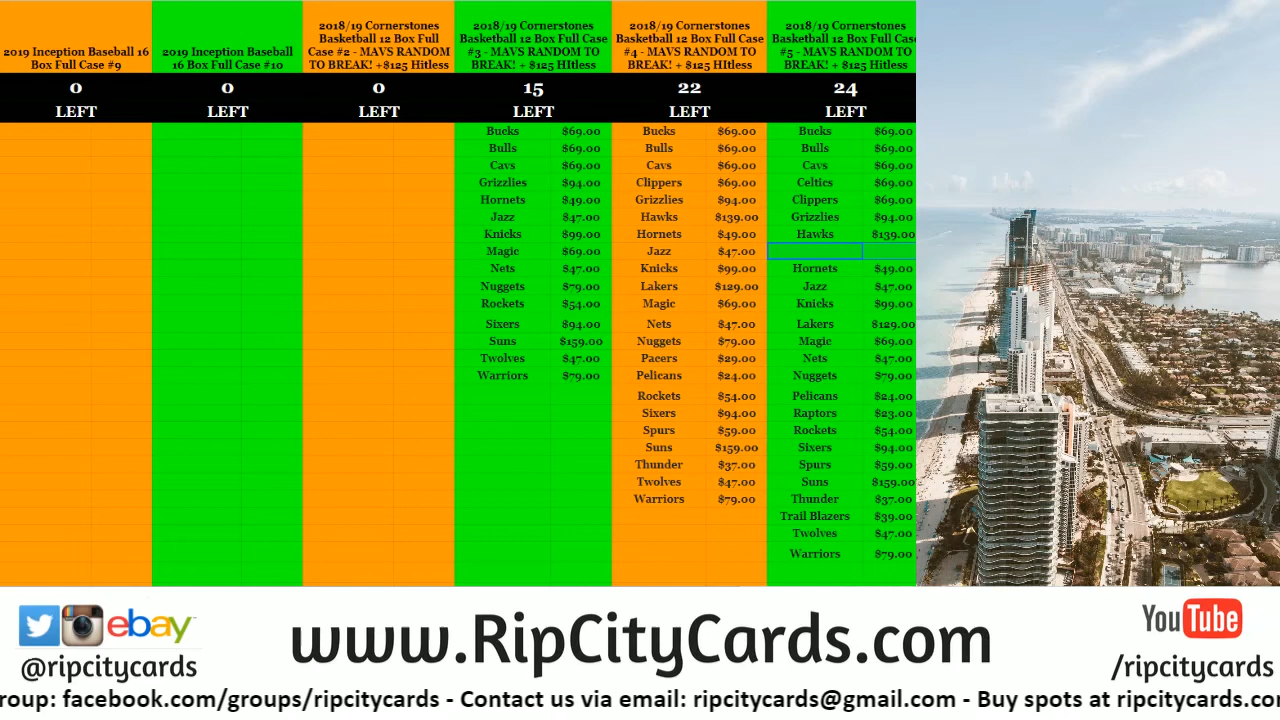 2019 Inception Baseball 16
Box Full Case #9
0
LEFT
2019 Inception Baseball
16 Box Full Case #10
0
LEFT
2018/19 Cornerstones
Basketball 12 Box Full
Case #2 - MAVS RANDOM
TO BREAK! +$125 Hitless
0
LEFT
2018/19 Cornerstones
Basketball 12 Box Full Case
#3 - MAVS RANDOM TO
BREAK! + $125 HItless
15
LEFT
Bucks $69.00
Bulls $69.00
Cavs $69.00
Grizzlies $94.00
Hornets $49.00
Jazz $47.00
Knicks $99.00
Magic $69.00
Nets $47.00
Nuggets $79.00
Rockets $54.00
Sixers $94.00
Suns $159.00
Twolves $47.00
Warriors $79.00
2018/19 Cornerstones
Basketball 12 Box Full Case
#4 - MAVS RANDOM TO
BREAK! + $125 HItless
22
LEFT
Bucks $69.00
Bulls $69.00
Cavs $69.00
Clippers $69.00
Grizzlies $94.00
Hawks $139.00
Hornets $49.00
Jazz $47.00
Knicks $99.00
Lakers $129.00
Magic $69.00
Nets $47.00
Nuggets $79.00
Pacers $29.00
Pelicans $24.00
Rockets $54.00
Sixers $94.00
Spurs $59.00
Suns $159.00
Thunder $37.00
Twolves $47.00
Warriors $79.00
2018/19 Cornerstones
Basketball 12 Box Full Cas
#5 - MAVS RANDOM TO
BREAK! + $125 Hitless
24
LEFT
Bucks $69.00
Bulls $69.00
Cavs $69.00
Celtics $69.00
Clippers $69.00
Grizzlies $94.00
Hawks $139.00
Hornets $49.00
Jazz $47.00
Knicks $99.00
Lakers $129.00
Magic $69.00
Nets $47.00
Nuggets $79.00
Pelicans $24.00
Raptors $23.00
Rockets $54.00
Sixers $94.00
Spurs $59.00
Suns $159.00
Thunder $37.00
Trail Blazers $39.00
Twolves $47.00
Warriors $79.00
ebay
@ripcitycards
www.RipCityCards.com
YouTube
/ripcitycards
roup: facebook.com/groups/ripcitycards - Contact us via email: ripcitycards@gmail.com - Buy spots at ripcitycards.co